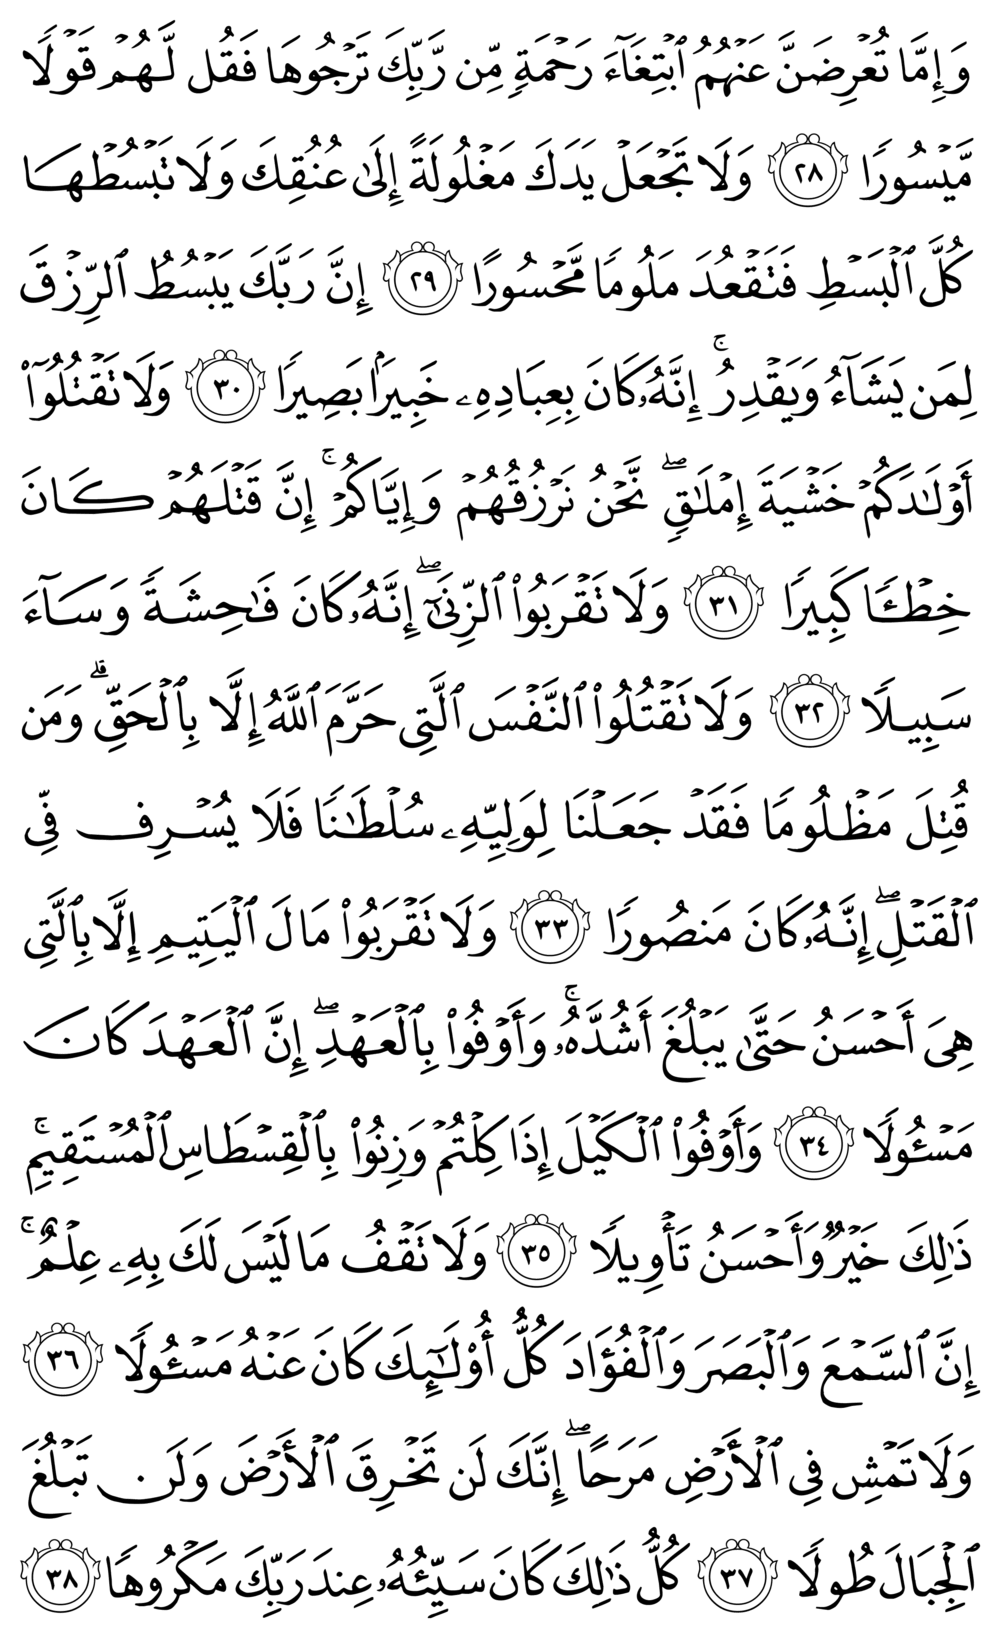 وَإِمَّا تُعۡرِضَنَّ عَنۡهُمُ ٱبۡتِغَآءَ رَحۡمَةٖ مِّن رَّبِّكَ تَرۡجُوهَا فَقُل لَّهُمۡ قَوۡلٗا
مَّيۡسُورٗا ٢٨ وَلَا تَجۡعَلۡ يَدَكَ مَغۡلُولَةً إِلَىٰ عُنُقِكَ وَلَا تَبۡسُطۡهَا
كُلَّ ٱلۡبَسۡطِ فَتَقۡعُدَ مَلُومٗا مَّحۡسُورًا ٢٩ إِنَّ رَبَّكَ يَبۡسُطُ ٱلرِّزۡقَ
لِمَن يَشَآءُ وَيَقۡدِرُۚ إِنَّهُۥ كَانَ بِعِبَادِهِۦ خَبِيرَۢا بَصِيرٗا ٣٠ وَلَا تَقۡتُلُوٓاْ
أَوۡلَٰدَكُمۡ خَشۡيَةَ إِمۡلَٰقٖۖ نَّحۡنُ نَرۡزُقُهُمۡ وَإِيَّاكُمۡۚ إِنَّ قَتۡلَهُمۡ كَانَ
خِطۡـٔٗا كَبِيرٗا ٣١ وَلَا تَقۡرَبُواْ ٱلزِّنَىٰٓۖ إِنَّهُۥ كَانَ فَٰحِشَةٗ وَسَآءَ
سَبِيلٗا ٣٢ وَلَا تَقۡتُلُواْ ٱلنَّفۡسَ ٱلَّتِي حَرَّمَ ٱللَّهُ إِلَّا بِٱلۡحَقِّۗ وَمَن
قُتِلَ مَظۡلُومٗا فَقَدۡ جَعَلۡنَا لِوَلِيِّهِۦ سُلۡطَٰنٗا فَلَا يُسۡرِف فِّي
ٱلۡقَتۡلِۖ إِنَّهُۥ كَانَ مَنصُورٗا ٣٣ وَلَا تَقۡرَبُواْ مَالَ ٱلۡيَتِيمِ إِلَّا بِٱلَّتِي
هِيَ أَحۡسَنُ حَتَّىٰ يَبۡلُغَ أَشُدَّهُۥۚ وَأَوۡفُواْ بِٱلۡعَهۡدِۖ إِنَّ ٱلۡعَهۡدَ كَانَ
مَسۡـُٔولٗا ٣٤ وَأَوۡفُواْ ٱلۡكَيۡلَ إِذَا كِلۡتُمۡ وَزِنُواْ بِٱلۡقِسۡطَاسِ ٱلۡمُسۡتَقِيمِۚ
ذَٰلِكَ خَيۡرٞ وَأَحۡسَنُ تَأۡوِيلٗا ٣٥ وَلَا تَقۡفُ مَا لَيۡسَ لَكَ بِهِۦ عِلۡمٌۚ
إِنَّ ٱلسَّمۡعَ وَٱلۡبَصَرَ وَٱلۡفُؤَادَ كُلُّ أُوْلَٰٓئِكَ كَانَ عَنۡهُ مَسۡـُٔولٗا ٣٦
وَلَا تَمۡشِ فِي ٱلۡأَرۡضِ مَرَحًاۖ إِنَّكَ لَن تَخۡرِقَ ٱلۡأَرۡضَ وَلَن تَبۡلُغَ
ٱلۡجِبَالَ طُولٗا ٣٧ كُلُّ ذَٰلِكَ كَانَ سَيِّئُهُۥ عِندَ رَبِّكَ مَكۡرُوهٗا ٣٨